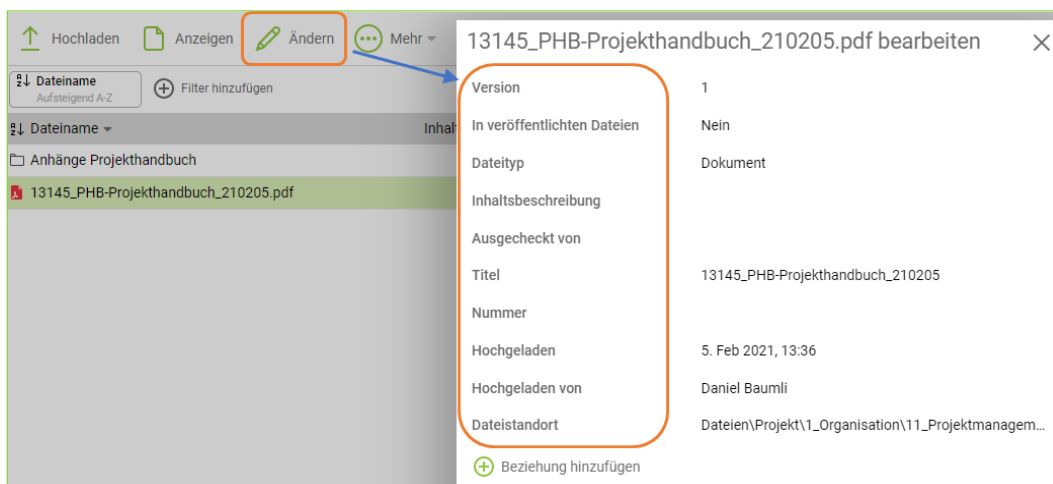 Hochladen Anzeigen Ändern Mehr
Dateiname
Aufsteigend A-Z
Filter hinzufügen
Dateiname Inhal
Anhänge Projekthandbuch
13145_PHB-Projekthandbuch_210205.pdf
13145_PHB-Projekthandbuch_210205.pdf bearbeiten
Version 1
In veröffentlichten Dateien Nein
Dateityp Dokument
Inhaltsbeschreibung
Ausgecheckt von
Titel 13145_PHB-Projekthandbuch_210205
Nummer
Hochgeladen 5. Feb 2021, 13:36
Hochgeladen von Daniel Baumli
Dateistandort Dateien\Projekt\1_Organisation\11_Projektmanagem...
Beziehung hinzufügen